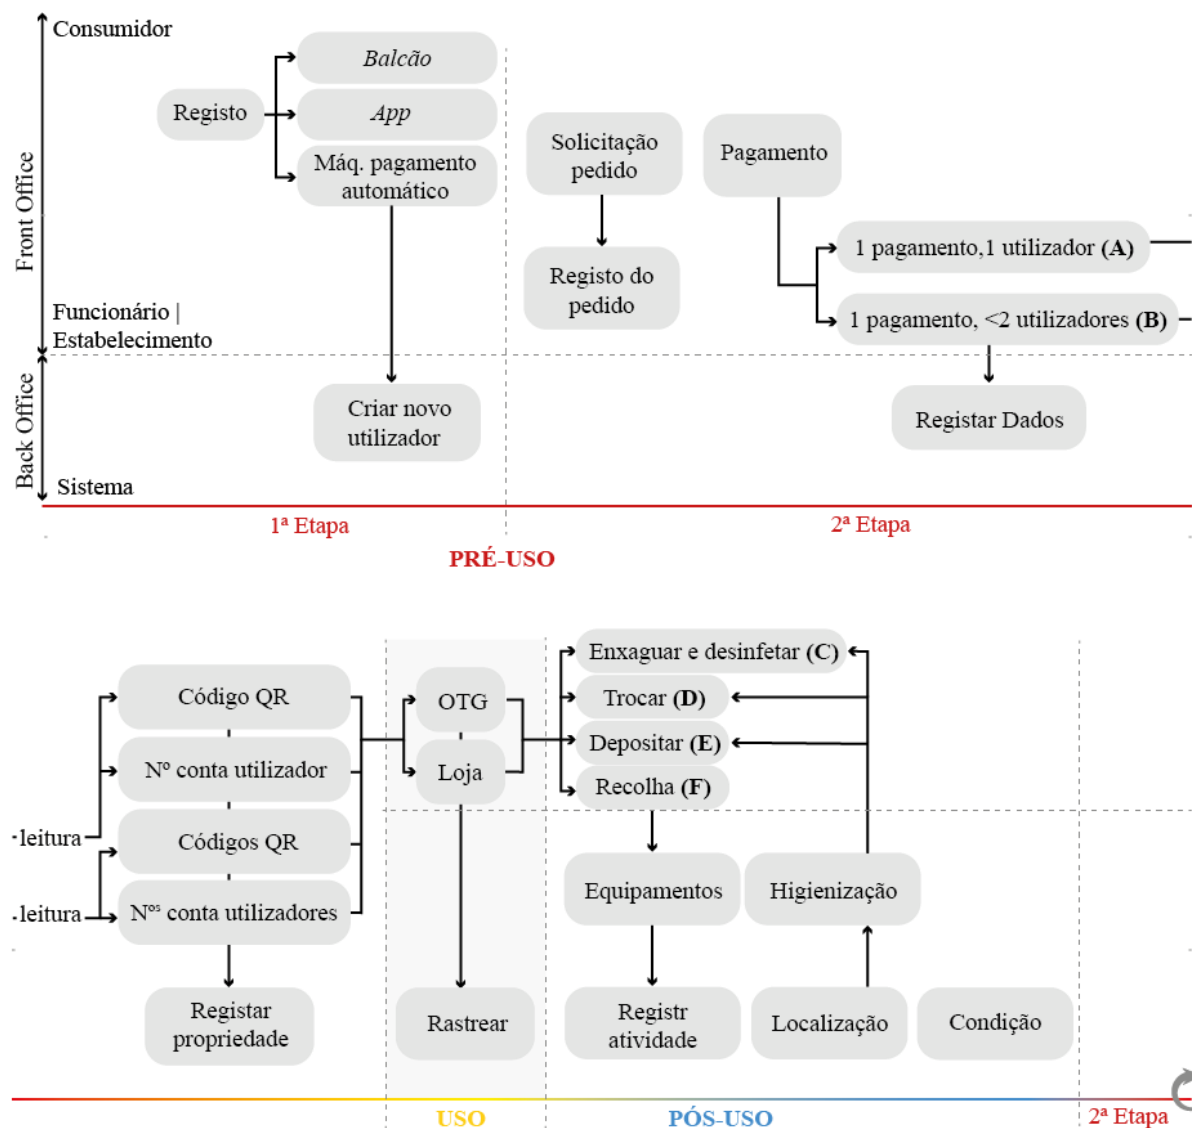 Consumidor
Balcão
Registo
App
Máq. pagamento
automático
Solicitação
pedido
Pagamento
Front Office
1 pagamento,1 utilizador (A)
Registo do
pedido
Funcionário |
Estabelecimento
1 pagamento, <2 utilizadores (B)
Back Office
Criar novo
utilizador
Registar Dados
Sistema
1ª Etapa
2ª Etapa
PRÉ-USO
Enxaguar e desinfetar (C)
Código QR
OTG
Trocar (D)
Depositar (E)
Nº conta utilizador
Loja
Recolha (F)
leitura
Códigos QR
Equipamentos
Higienização
leitura
Nºˢ conta utilizadores
Registar
propriedade
Rastrear
Registr
atividade
Localização
Condição
USO
PÓS-USO
2ª Etapa